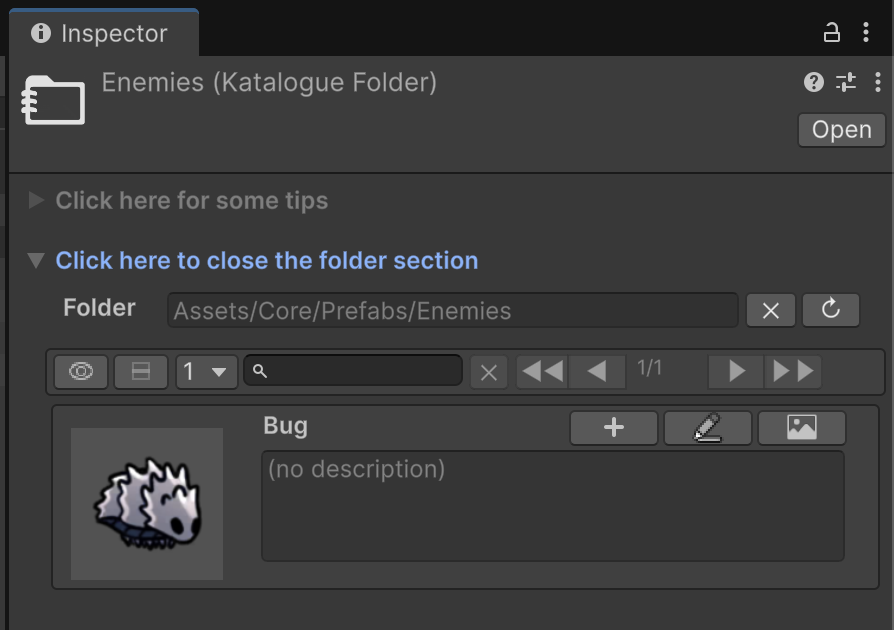 Inspector
Enemies (Katalogue Folder)
Open
Click here for some tips
Click here to close the folder section
Folder Assets/Core/Prefabs/Enemies
1 1/1
Bug
(no description)